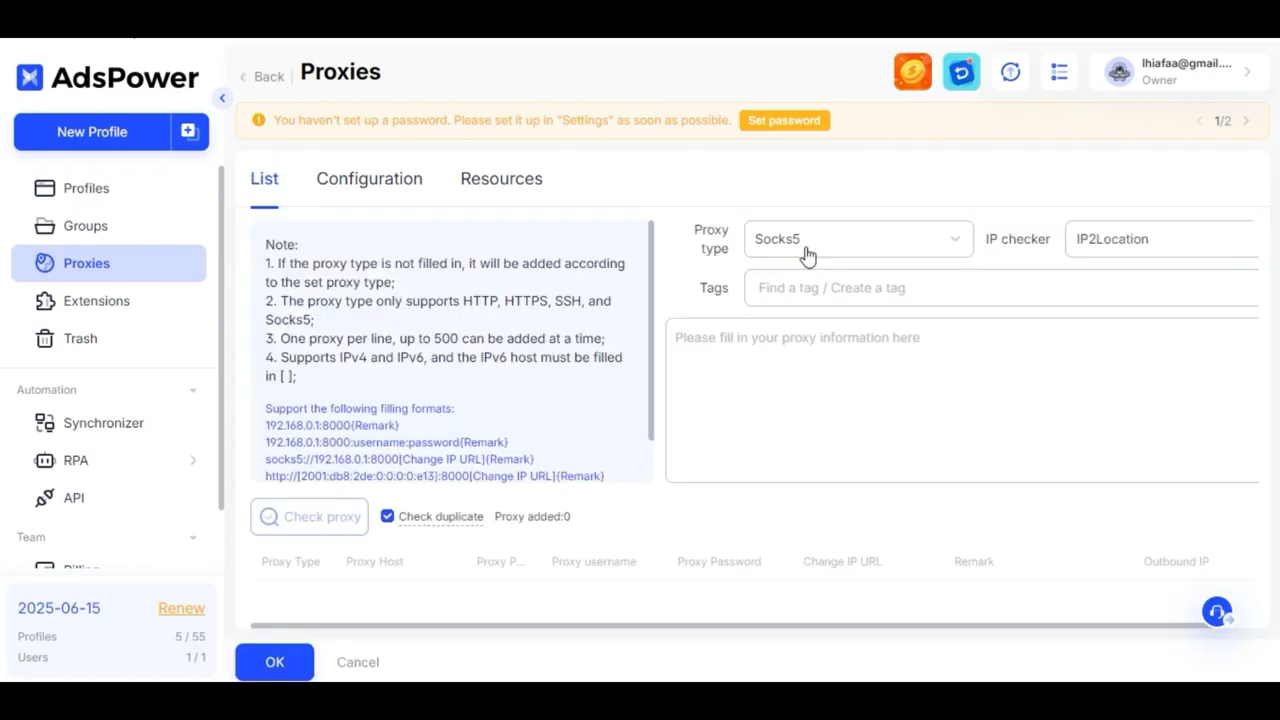 AdsPower
Back
Proxies
lhiafaa@gmail....
Owner
New Profile
You haven't set up a password. Please set it up in "Settings" as soon as possible.
Set password
1/2
Profiles
Groups
Proxies
Extensions
Trash
Automation
Synchronizer
RPA
API
Team
Billing
2025-06-15
Renew
Profiles
5 / 55
Users
1 / 1
List
Configuration
Resources
Note:
1. If the proxy type is not filled in, it will be added according
to the set proxy type;
2. The proxy type only supports HTTP, HTTPS, SSH, and
Socks5;
3. One proxy per line, up to 500 can be added at a time;
4. Supports IPv4 and IPv6, and the IPv6 host must be filled
in [ ];
Support the following filling formats:
192.168.0.1:8000{Remark}
192.168.0.1:8000:username:password{Remark}
socks5://192.168.0.1:8000[Change IP URL]{Remark}
http://[2001:db8:2de:0:0:0:0:e13]:8000[Change IP URL]{Remark}
Proxy
type
Socks5
IP checker
IP2Location
Tags
Find a tag / Create a tag
Please fill in your proxy information here
Check proxy
Check duplicate
Proxy added:0
Proxy Type
Proxy Host
Proxy P...
Proxy username
Proxy Password
Change IP URL
Remark
Outbound IP
OK
Cancel